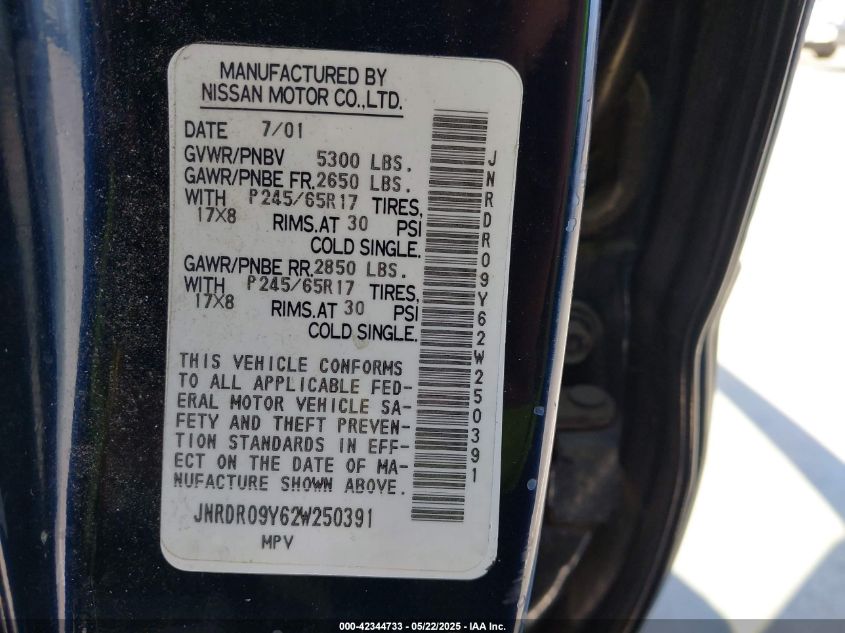 MANUFACTURED BY
NISSAN MOTOR CO.,LTD.
DATE 7/01
GVWR/PNBV 5300 LBS.
GAWR/PNBE FR. 2650 LBS.
WITH P245/65R17 TIRES,
17X8 RIMS.AT 30 PSI
COLD SINGLE.
GAWR/PNBE RR. 2850 LBS.
WITH P245/65R17 TIRES,
17X8 RIMS.AT 30 PSI
COLD SINGLE.
THIS VEHICLE CONFORMS
TO ALL APPLICABLE FED-
ERAL MOTOR VEHICLE SA-
FETY AND THEFT PREVEN-
TION STANDARDS IN EFF-
ECT ON THE DATE OF MA-
NUFACTURE SHOWN ABOVE.
JNRDR09Y62W250391
MPV
JNRDR09Y62W250391
000-42344733 - 05/22/2025 - IAA Inc.